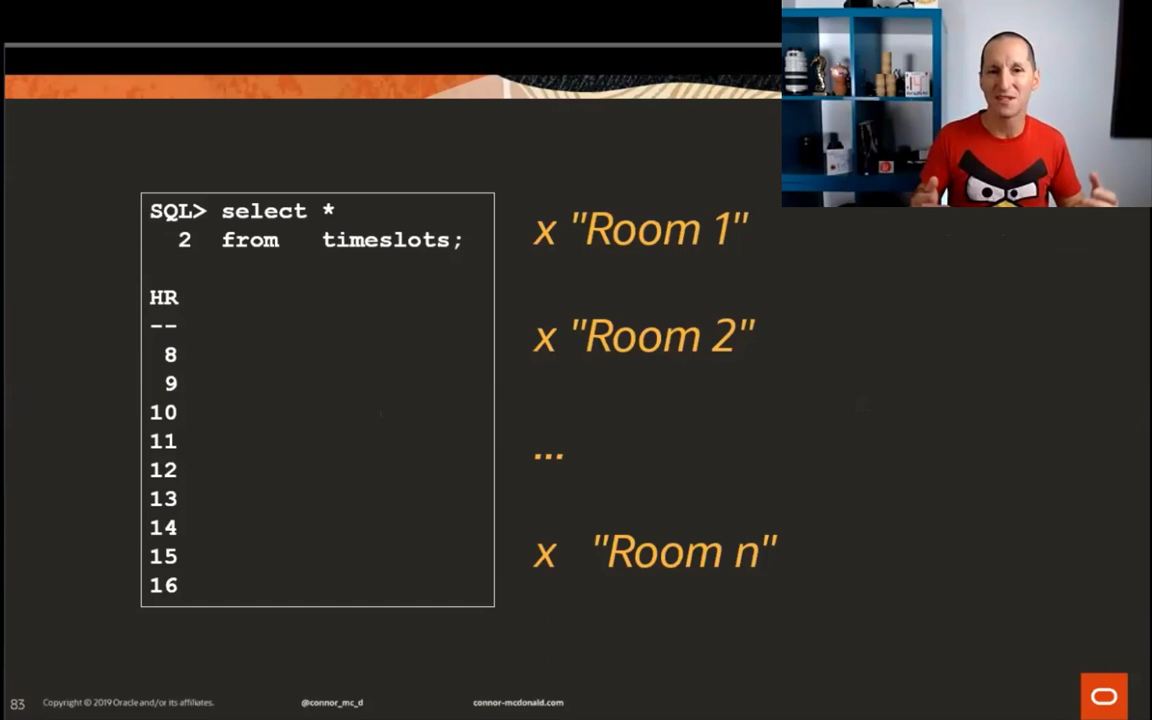 SQL> select *
2 from timeslots;
HR
--
8
9
10
11
12
13
14
15
16
x "Room 1"
x "Room 2"
...
x "Room n"
83 Copyright © 2019 Oracle and/or its affiliates. @connor_mc_d connor-mcdonald.com